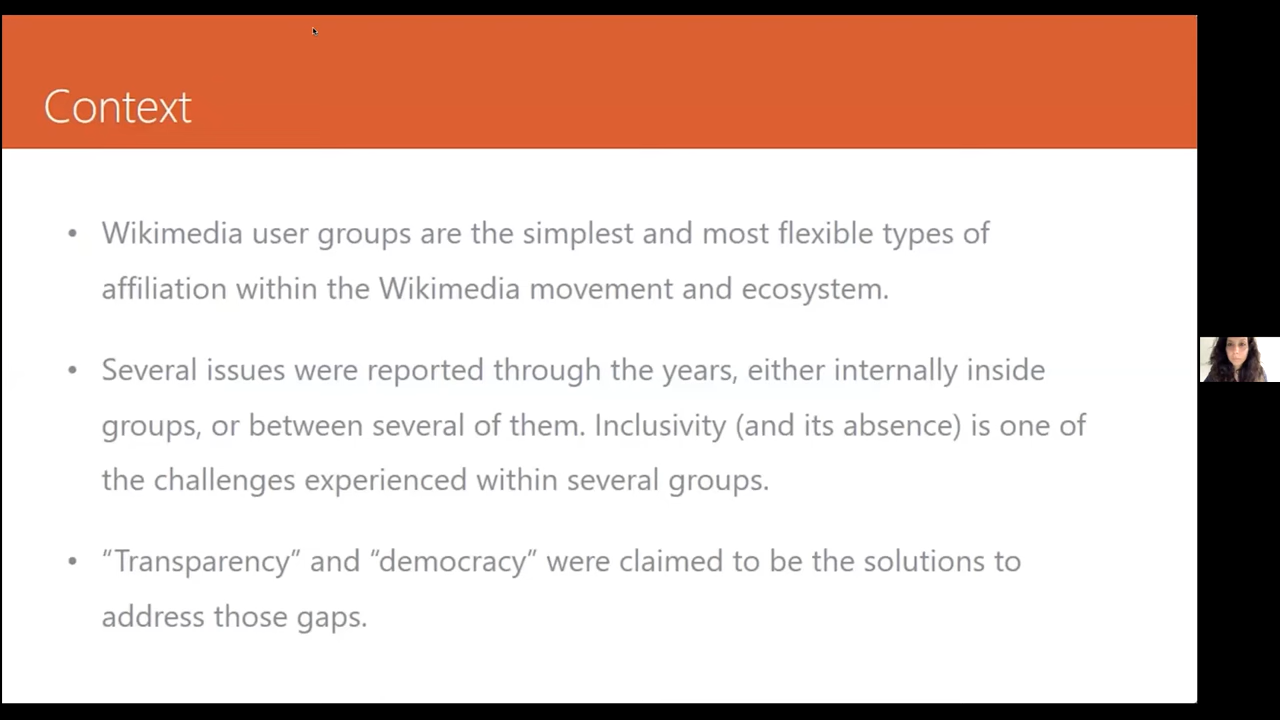 Context
• Wikimedia user groups are the simplest and most flexible types of
affiliation within the Wikimedia movement and ecosystem.
• Several issues were reported through the years, either internally inside
groups, or between several of them. Inclusivity (and its absence) is one of
the challenges experienced within several groups.
• “Transparency” and “democracy” were claimed to be the solutions to
address those gaps.